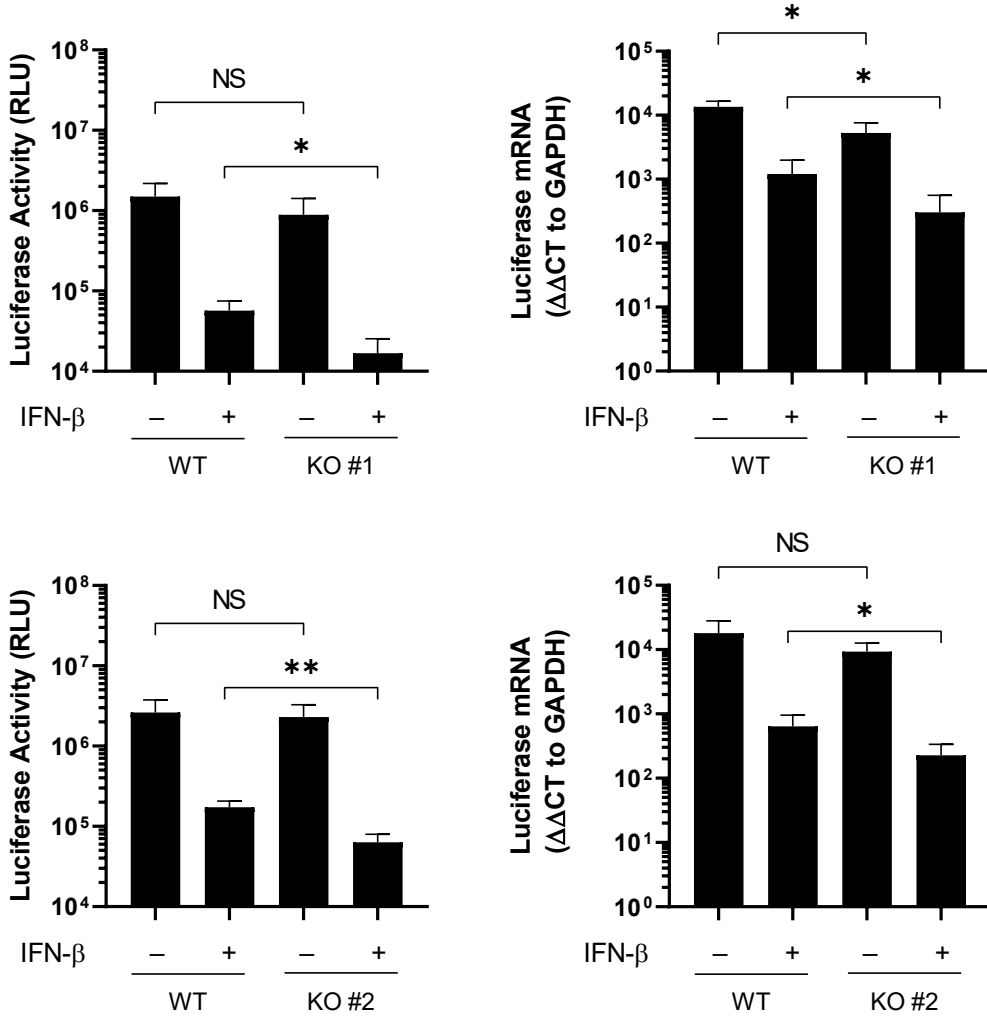 Luciferase Activity (RLU)
10⁸
10⁷
10⁶
10⁵
10⁴
NS
*
IFN-β – + – +
WT KO #1
Luciferase mRNA
(ΔΔCT to GAPDH)
10⁵
10⁴
10³
10²
10¹
10⁰
*
*
IFN-β – + – +
WT KO #1
Luciferase Activity (RLU)
10⁸
10⁷
10⁶
10⁵
10⁴
NS
**
IFN-β – + – +
WT KO #2
Luciferase mRNA
(ΔΔCT to GAPDH)
10⁵
10⁴
10³
10²
10¹
10⁰
NS
*
IFN-β – + – +
WT KO #2